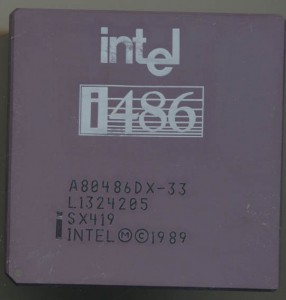 intel
i486
A80486DX-33
L1324205
SX419
i INTEL Ⓜ©1989